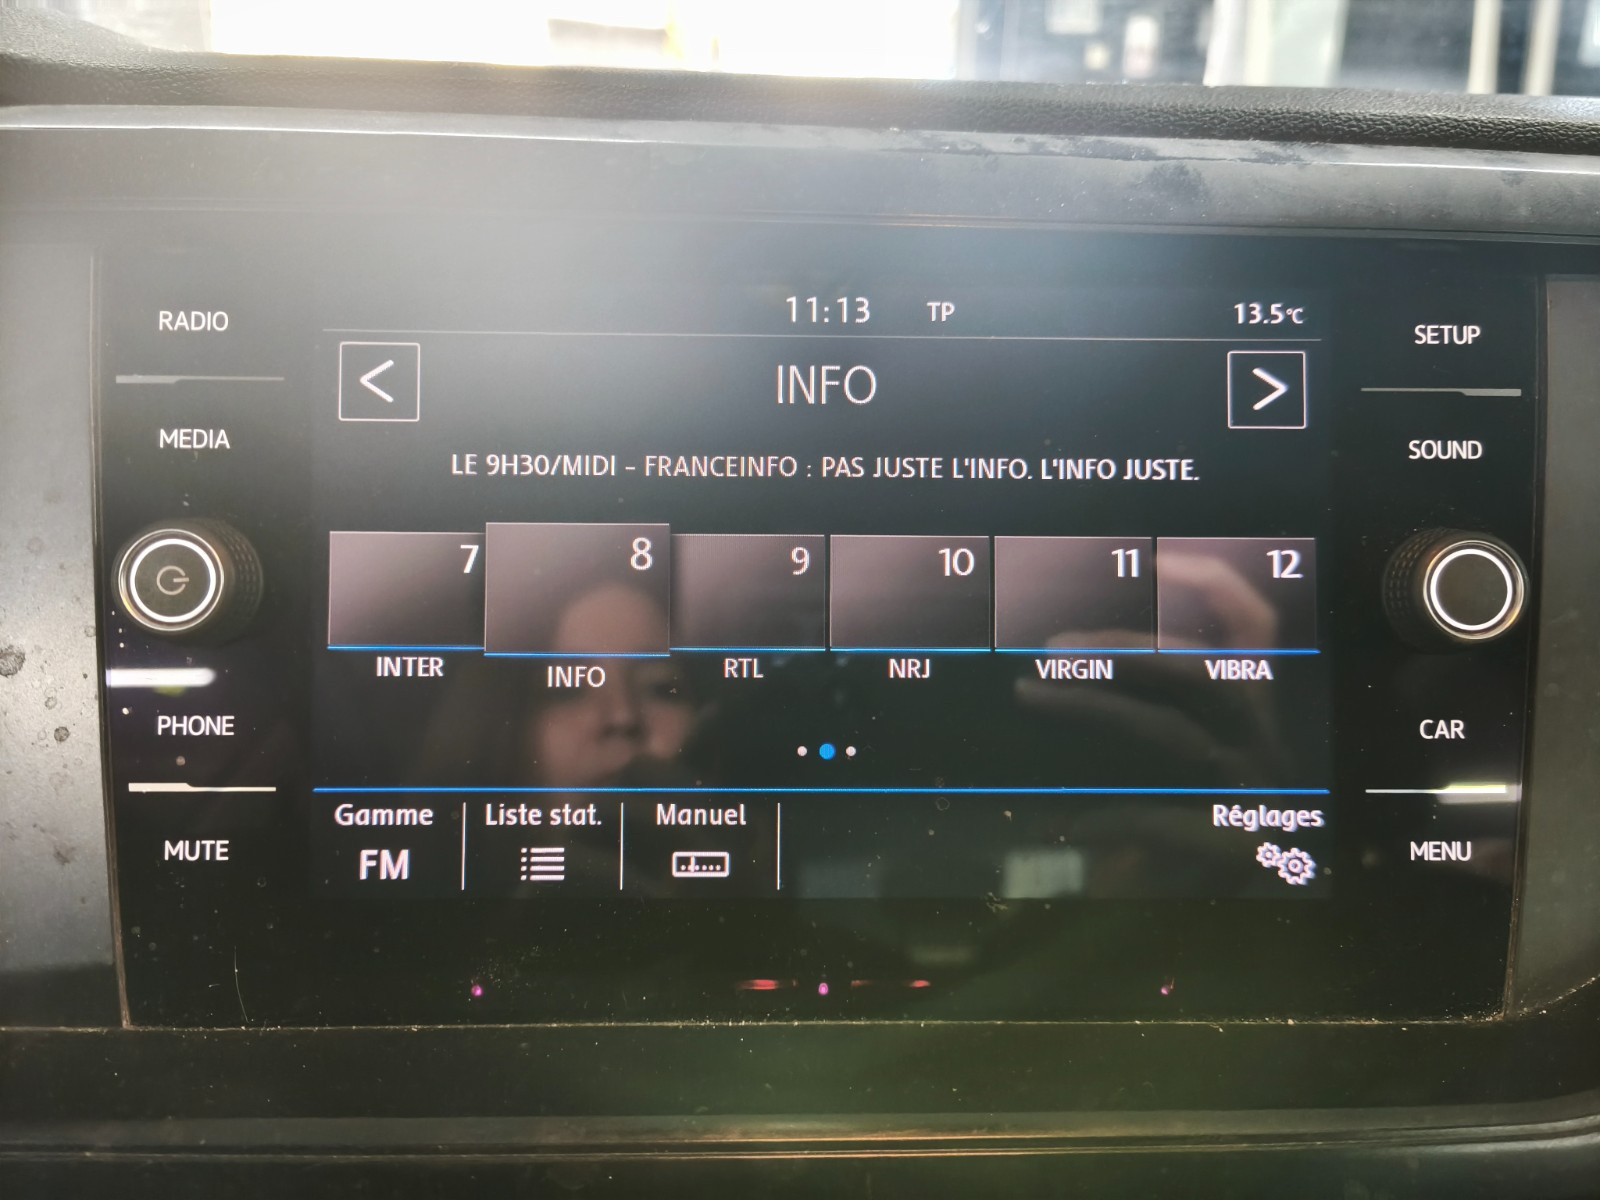 RADIO
MEDIA
PHONE
MUTE
11:13 TP 13.5°C
< INFO >
LE 9H30/MIDI - FRANCEINFO : PAS JUSTE L'INFO. L'INFO JUSTE.
7 8 9 10 11 12
INTER INFO RTL NRJ VIRGIN VIBRA
Gamme Liste stat. Manuel Réglages
FM
SETUP
SOUND
CAR
MENU